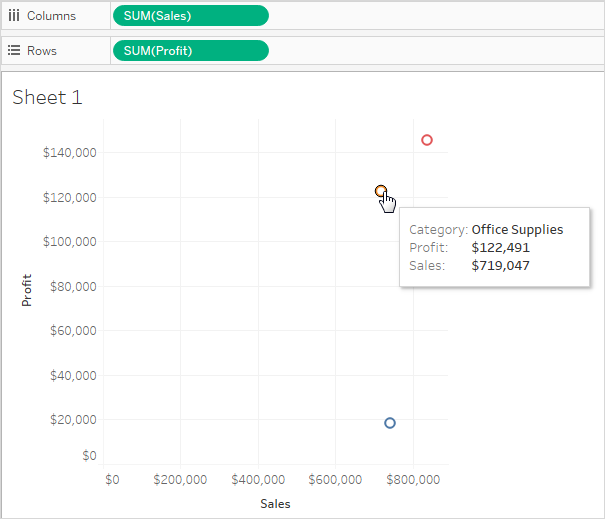 Columns SUM(Sales)
Rows SUM(Profit)
Sheet 1
$140,000
$120,000
$100,000
$80,000
$60,000
$40,000
$20,000
$0
Profit
Category: Office Supplies
Profit: $122,491
Sales: $719,047
$0 $200,000 $400,000 $600,000 $800,000
Sales